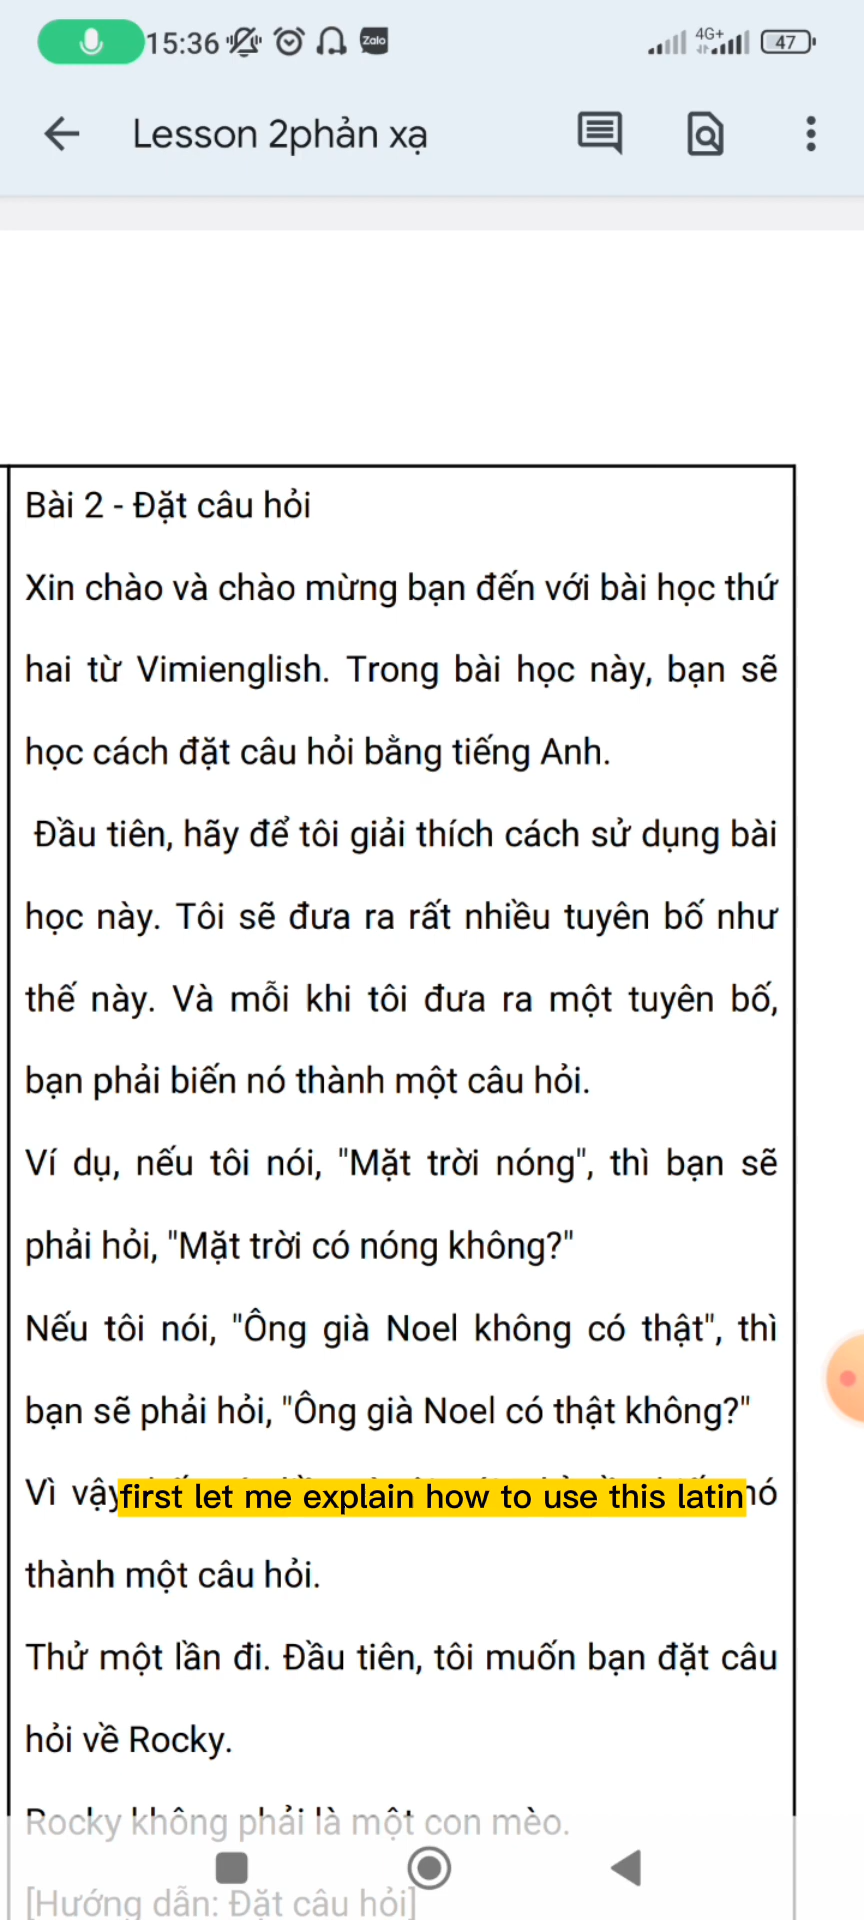 15:36
Zalo
4G+
47
Lesson 2phản xạ
Bài 2 - Đặt câu hỏi
Xin chào và chào mừng bạn đến với bài học thứ
hai từ Vimienglish. Trong bài học này, bạn sẽ
học cách đặt câu hỏi bằng tiếng Anh.
Đầu tiên, hãy để tôi giải thích cách sử dụng bài
học này. Tôi sẽ đưa ra rất nhiều tuyên bố như
thế này. Và mỗi khi tôi đưa ra một tuyên bố,
bạn phải biến nó thành một câu hỏi.
Ví dụ, nếu tôi nói, "Mặt trời nóng", thì bạn sẽ
phải hỏi, "Mặt trời có nóng không?"
Nếu tôi nói, "Ông già Noel không có thật", thì
bạn sẽ phải hỏi, "Ông già Noel có thật không?"
Vì vậy first let me explain how to use this latin nó
thành một câu hỏi.
Thử một lần đi. Đầu tiên, tôi muốn bạn đặt câu
hỏi về Rocky.
Rocky không phải là một con mèo.
[Hướng dẫn: Đặt câu hỏi]